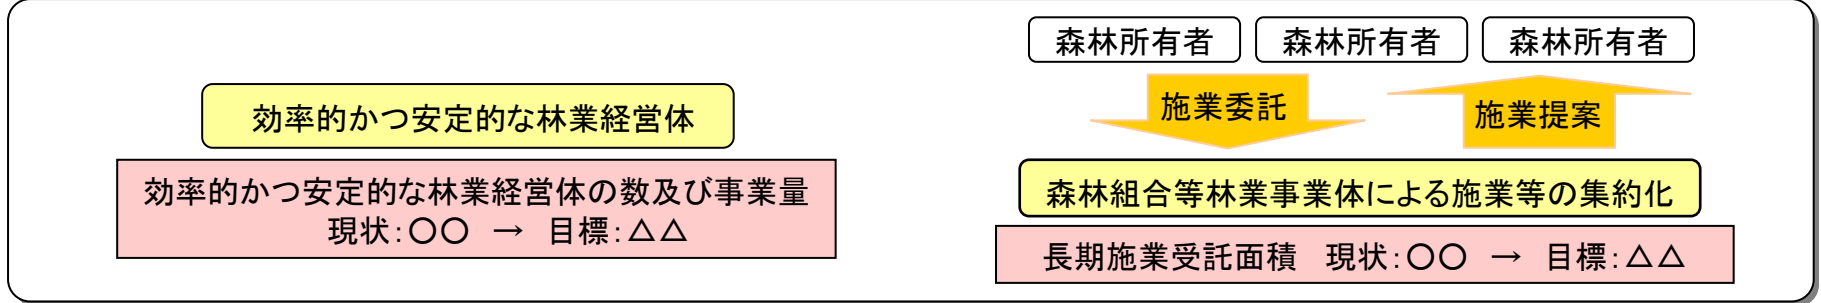 効率的かつ安定的な林業経営体
効率的かつ安定的な林業経営体の数及び事業量
現状:〇〇 → 目標:△△
森林所有者 森林所有者 森林所有者
施業委託 施業提案
森林組合等林業事業体による施業等の集約化
長期施業受託面積 現状:〇〇 → 目標:△△